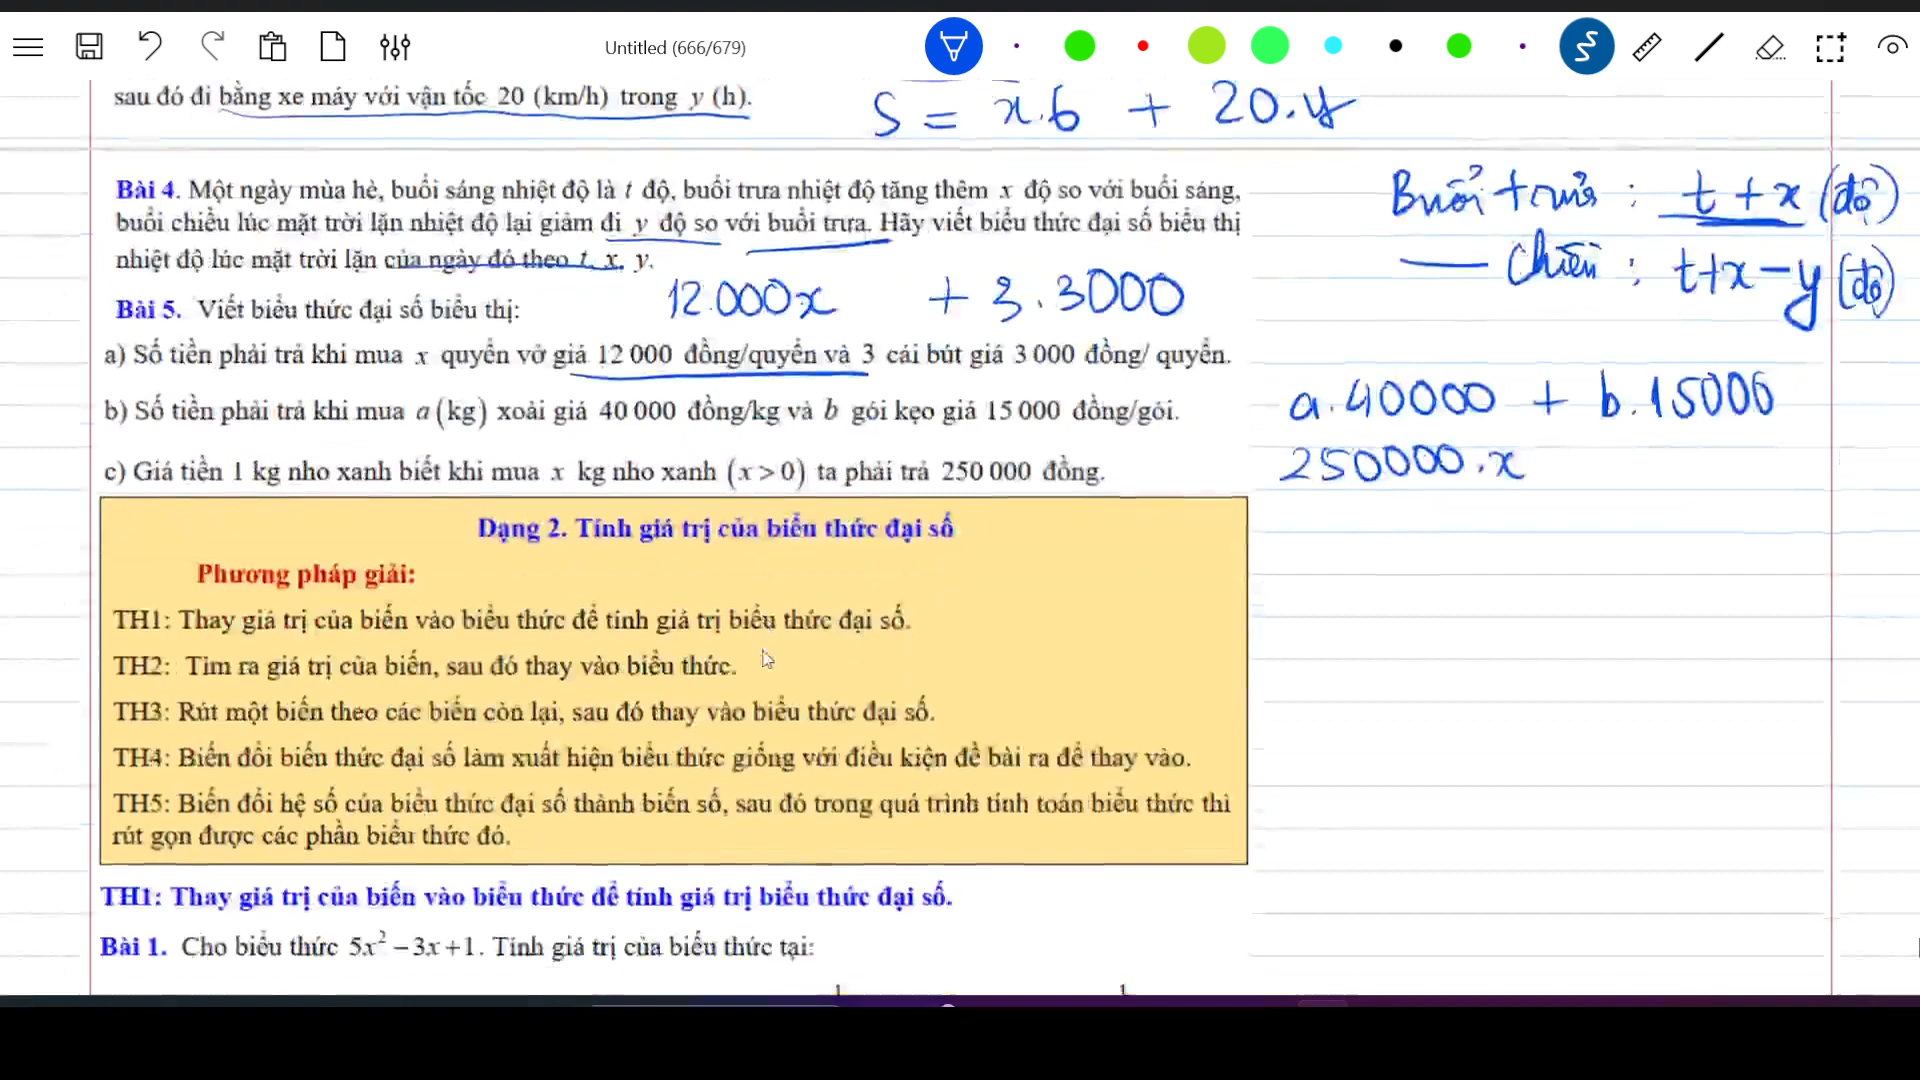 Untitled (666/679)
sau đó đi bằng xe máy với vận tốc 20 (km/h) trong y (h).
S = x.6 + 20.y
Bài 4. Một ngày mùa hè, buổi sáng nhiệt độ là t độ, buổi trưa nhiệt độ tăng thêm x độ so với buổi sáng,
buổi chiều lúc mặt trời lặn nhiệt độ lại giảm đi y độ so với buổi trưa. Hãy viết biểu thức đại số biểu thị
nhiệt độ lúc mặt trời lặn của ngày đó theo t, x, y.
Buổi trưa : t + x (độ)
Chiều : t+x-y (độ)
12.000x + 3.3000
Bài 5. Viết biểu thức đại số biểu thị:
a) Số tiền phải trả khi mua x quyển vở giá 12 000 đồng/quyển và 3 cái bút giá 3 000 đồng/ quyển.
b) Số tiền phải trả khi mua a (kg) xoài giá 40 000 đồng/kg và b gói kẹo giá 15 000 đồng/gói.
a.40000 + b.15000
c) Giá tiền 1 kg nho xanh biết khi mua x kg nho xanh (x > 0) ta phải trả 250 000 đồng.
250000.x
Dạng 2. Tính giá trị của biểu thức đại số
Phương pháp giải:
TH1: Thay giá trị của biến vào biểu thức để tính giá trị biểu thức đại số.
TH2: Tìm ra giá trị của biến, sau đó thay vào biểu thức.
TH3: Rút một biến theo các biến còn lại, sau đó thay vào biểu thức đại số.
TH4: Biến đổi biến thức đại số làm xuất hiện biểu thức giống với điều kiện đề bài ra để thay vào.
TH5: Biến đổi hệ số của biểu thức đại số thành biến số, sau đó trong quá trình tính toán biểu thức thì
rút gọn được các phần biểu thức đó.
TH1: Thay giá trị của biến vào biểu thức để tính giá trị biểu thức đại số.
Bài 1. Cho biểu thức 5x² − 3x + 1. Tính giá trị của biểu thức tại: